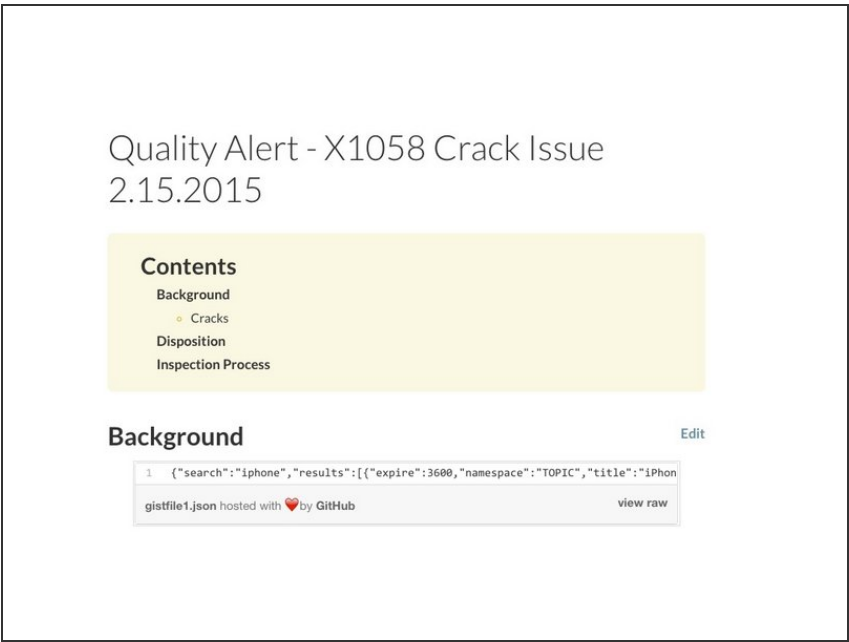 Quality Alert - X1058 Crack Issue
2.15.2015
Contents
Background
Cracks
Disposition
Inspection Process
Background
Edit
1 {"search":"iphone","results":[{"expire":3600,"namespace":"TOPIC","title":"iPhon
gistfile1.json hosted with ❤ by GitHub
view raw